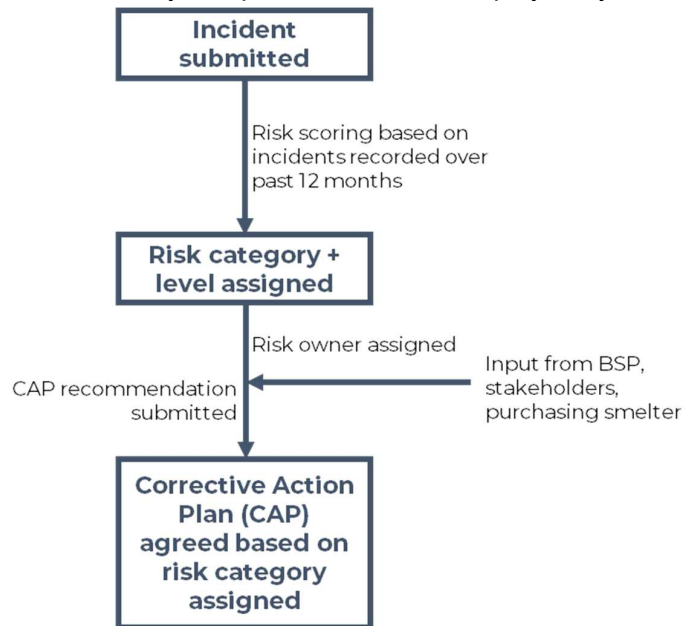 Incident
submitted
Risk scoring based on
incidents recorded over
past 12 months
Risk category +
level assigned
Risk owner assigned
Input from BSP,
stakeholders,
purchasing smelter
CAP recommendation
submitted
Corrective Action
Plan (CAP)
agreed based on
risk category
assigned